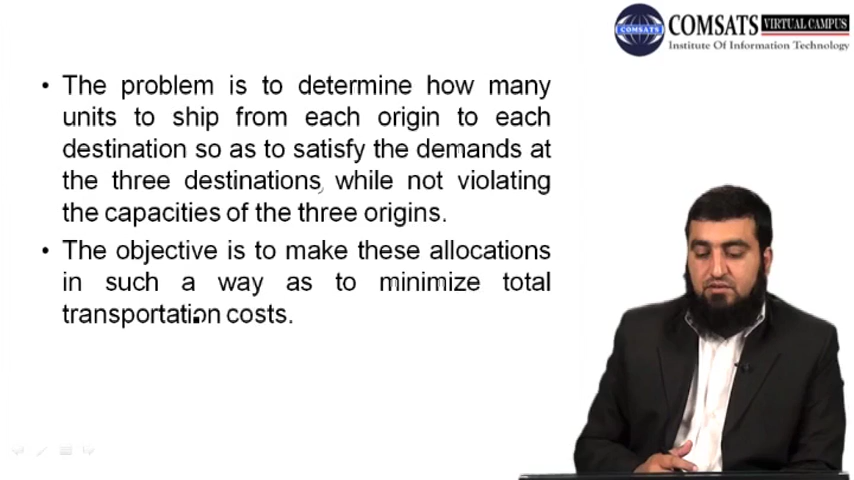 COMSATS VIRTUAL CAMPUS
COMSATS
Institute Of Information Technology
• The problem is to determine how many
units to ship from each origin to each
destination so as to satisfy the demands at
the three destinations, while not violating
the capacities of the three origins.
• The objective is to make these allocations
in such a way as to minimize total
transportation costs.